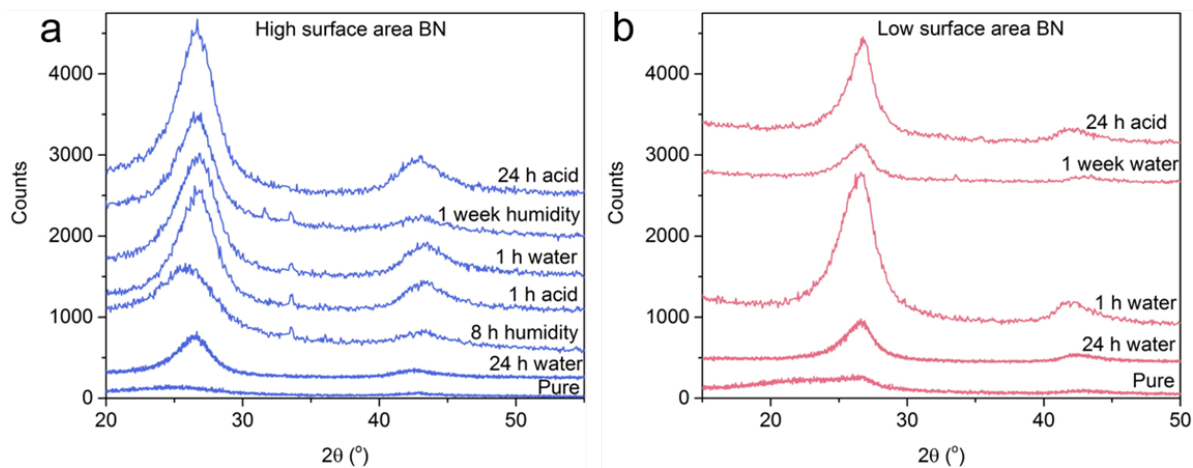 a
High surface area BN
Counts
4000
3000
2000
1000
0
24 h acid
1 week humidity
1 h water
1 h acid
8 h humidity
24 h water
Pure
20 30 40 50
2θ (°)
b
Low surface area BN
Counts
4000
3000
2000
1000
0
24 h acid
1 week water
1 h water
24 h water
Pure
20 30 40 50
2θ (°)